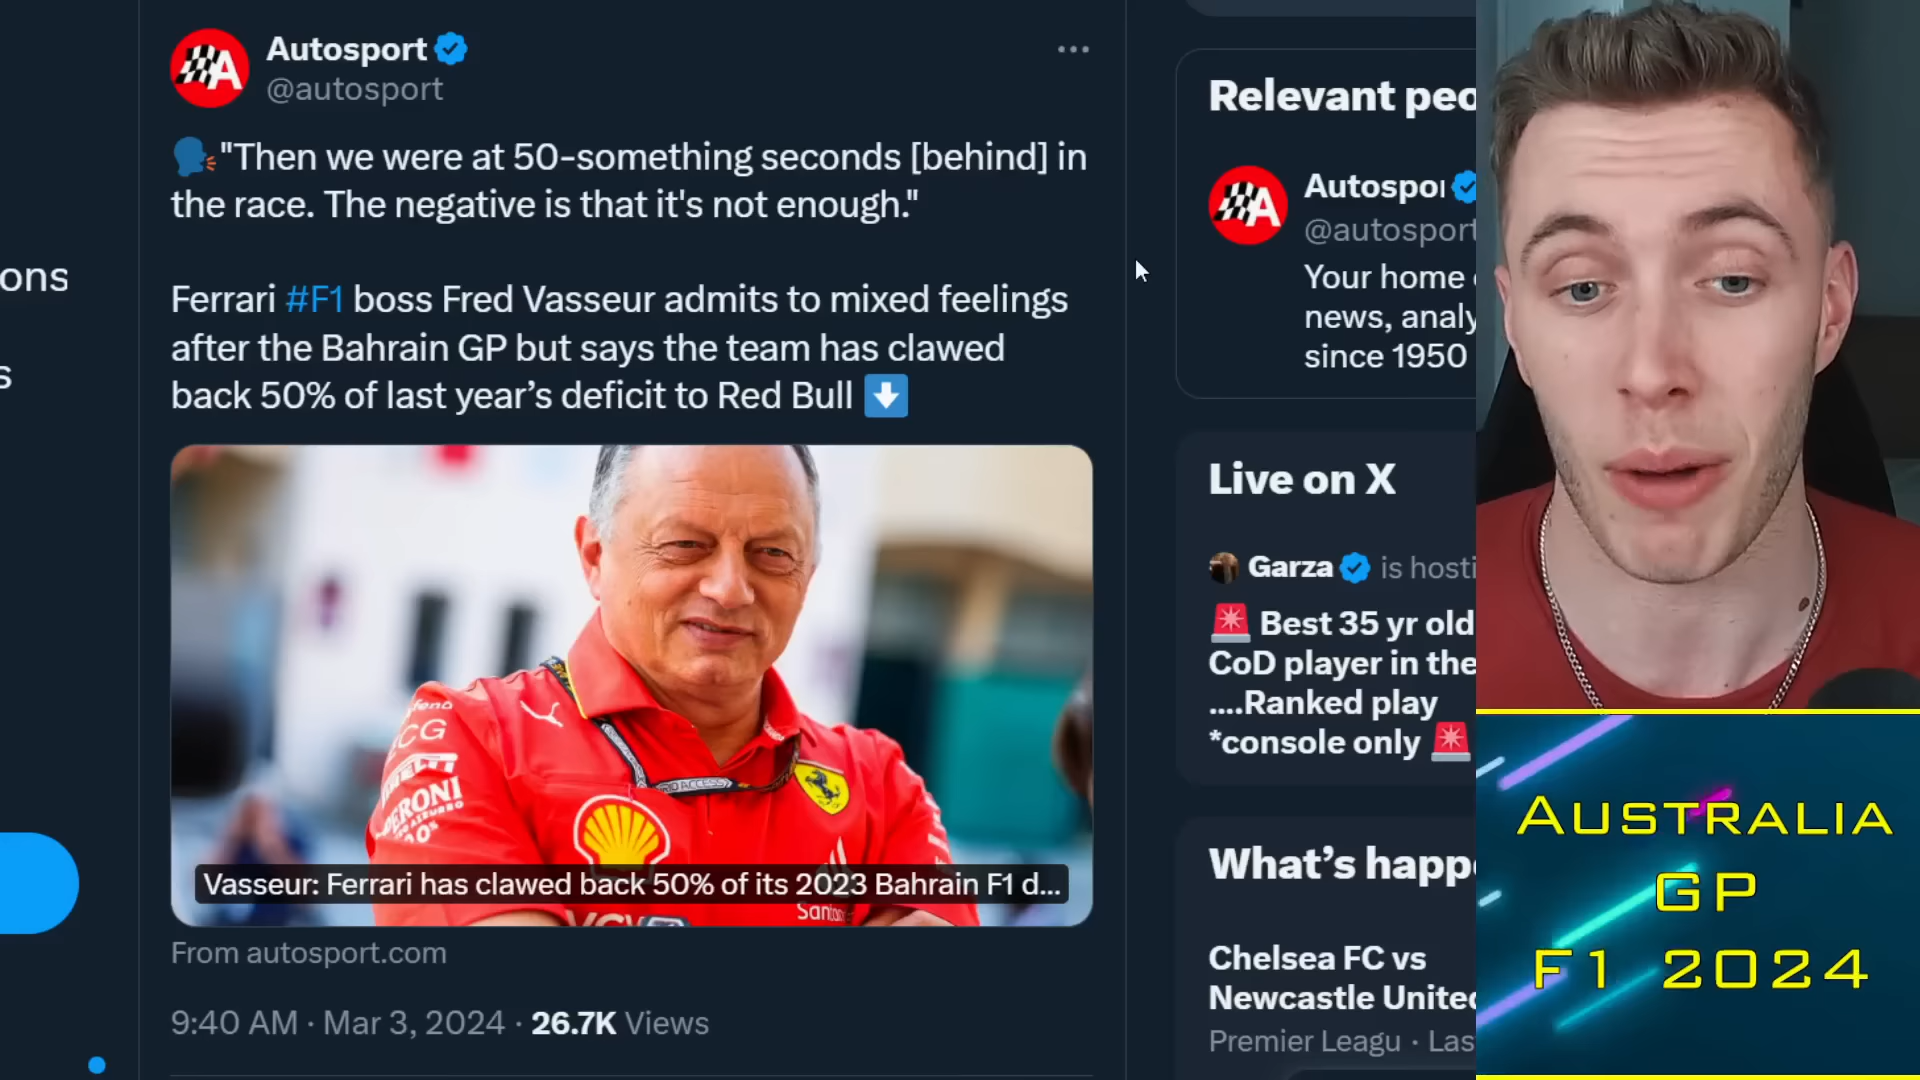 Autosport
@autosport
"Then we were at 50-something seconds [behind] in
the race. The negative is that it's not enough."
Ferrari #F1 boss Fred Vasseur admits to mixed feelings
after the Bahrain GP but says the team has clawed
back 50% of last year’s deficit to Red Bull
PERONI
Vasseur: Ferrari has clawed back 50% of its 2023 Bahrain F1 d...
From autosport.com
9:40 AM · Mar 3, 2024 · 26.7K Views
ons
s
Relevant peo
Autospor
@autosport
Your home
news, analy
since 1950
Live on X
Garza is hosti
Best 35 yr old
CoD player in the
....Ranked play
*console only
What’s happe
Chelsea FC vs
Newcastle United
Premier Leagu · Las
AUSTRALIA
GP
F1 2024